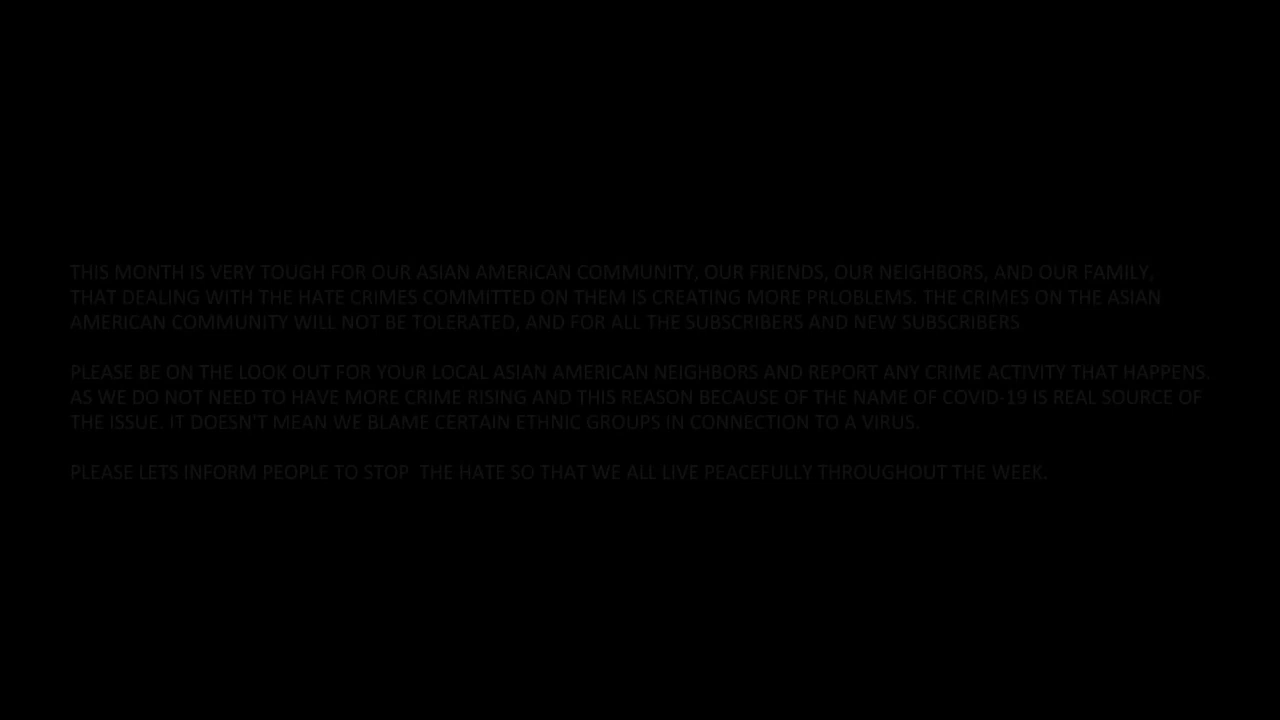 THIS MONTH IS VERY TOUGH FOR OUR ASIAN AMERICAN COMMUNITY, OUR FRIENDS, OUR NEIGHBORS, AND OUR FAMILY,
THAT DEALING WITH THE HATE CRIMES COMMITTED ON THEM IS CREATING MORE PRLOBLEMS. THE CRIMES ON THE ASIAN
AMERICAN COMMUNITY WILL NOT BE TOLERATED, AND FOR ALL THE SUBSCRIBERS AND NEW SUBSCRIBERS
PLEASE BE ON THE LOOK OUT FOR YOUR LOCAL ASIAN AMERICAN NEIGHBORS AND REPORT ANY CRIME ACTIVITY THAT HAPPENS.
AS WE DO NOT NEED TO HAVE MORE CRIME RISING AND THIS REASON BECAUSE OF THE NAME OF COVID-19 IS REAL SOURCE OF
THE ISSUE. IT DOESN'T MEAN WE BLAME CERTAIN ETHNIC GROUPS IN CONNECTION TO A VIRUS.
PLEASE LETS INFORM PEOPLE TO STOP  THE HATE SO THAT WE ALL LIVE PEACEFULLY THROUGHOUT THE WEEK.